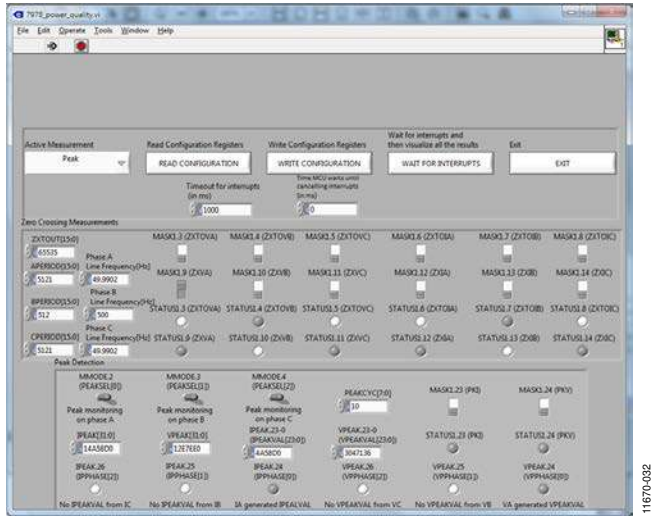 7978_power_quality.vi
File Edit Operate Tools Window Help
Active Measurement
Peak
Read Configuration Registers
READ CONFIGURATION
Write Configuration Registers
WRITE CONFIGURATION
Wait for interrupts and
then visualize all the results
WAIT FOR INTERRUPTS
Exit
EXIT
Timeout for interrupts
(in ms)
1000
Time MCU waits until
cancelling interrupts
(in ms)
0
Zero Crossing Measurements
ZXTOUT[15:0]
65535
MASK1.3 (ZXTOVA) MASK1.4 (ZXTOVB) MASK1.5 (ZXTOVC) MASK1.6 (ZXTOIA) MASK1.7 (ZXTOIB) MASK1.8 (ZXTOIC)
APERIOD[15:0]
5121
Phase A
Line Frequency[Hz]
49.9902
MASK1.9 (ZXVA) MASK1.10 (ZXVB) MASK1.11 (ZXVC) MASK1.12 (ZXIA) MASK1.13 (ZXIB) MASK1.14 (ZXIC)
BPERIOD[15:0]
512
Phase B
Line Frequency[Hz]
500
STATUS1.3 (ZXTOVA) STATUS1.4 (ZXTOVB) STATUS1.5 (ZXTOVC) STATUS1.6 (ZXTOIA) STATUS1.7 (ZXTOIB) STATUS1.8 (ZXTOIC)
CPERIOD[15:0]
5121
Phase C
Line Frequency[Hz]
49.9902
STATUS1.9 (ZXVA) STATUS1.10 (ZXVB) STATUS1.11 (ZXVC) STATUS1.12 (ZXIA) STATUS1.13 (ZXIB) STATUS1.14 (ZXIC)
Peak Detection
MMODE.2
(PEAKSEL[0])
Peak monitoring
on phase A
MMODE.3
(PEAKSEL[1])
Peak monitoring
on phase B
MMODE.4
(PEAKSEL[2])
Peak monitoring
on phase C
PEAKCYC[7:0]
10
MASK1.23 (PKI)
MASK1.24 (PKV)
IPEAK[31:0]
14A58D0
VPEAK[31:0]
12E7EE0
IPEAK.23-0
(IPEAKVAL[23:0])
4A58D0
VPEAK.23-0
(VPEAKVAL[23:0])
3047136
STATUS1.23 (PKI)
STATUS1.24 (PKV)
IPEAK.26
(IPPHASE[2])
No IPEAKVAL from IC
IPEAK.25
(IPPHASE[1])
No IPEAKVAL from IB
IPEAK.24
(IPPHASE[0])
IA generated IPEAKVAL
VPEAK.26
(VPPHASE[2])
No VPEAKVAL from VC
VPEAK.25
(VPPHASE[1])
No VPEAKVAL from VB
VPEAK.24
(VPPHASE[0])
VA generated VPEAKVAL
11670-032